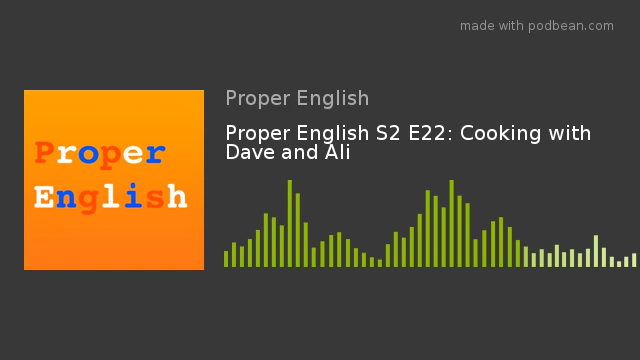 made with podbean.com
Proper
English
Proper English
Proper English S2 E22: Cooking with
Dave and Ali